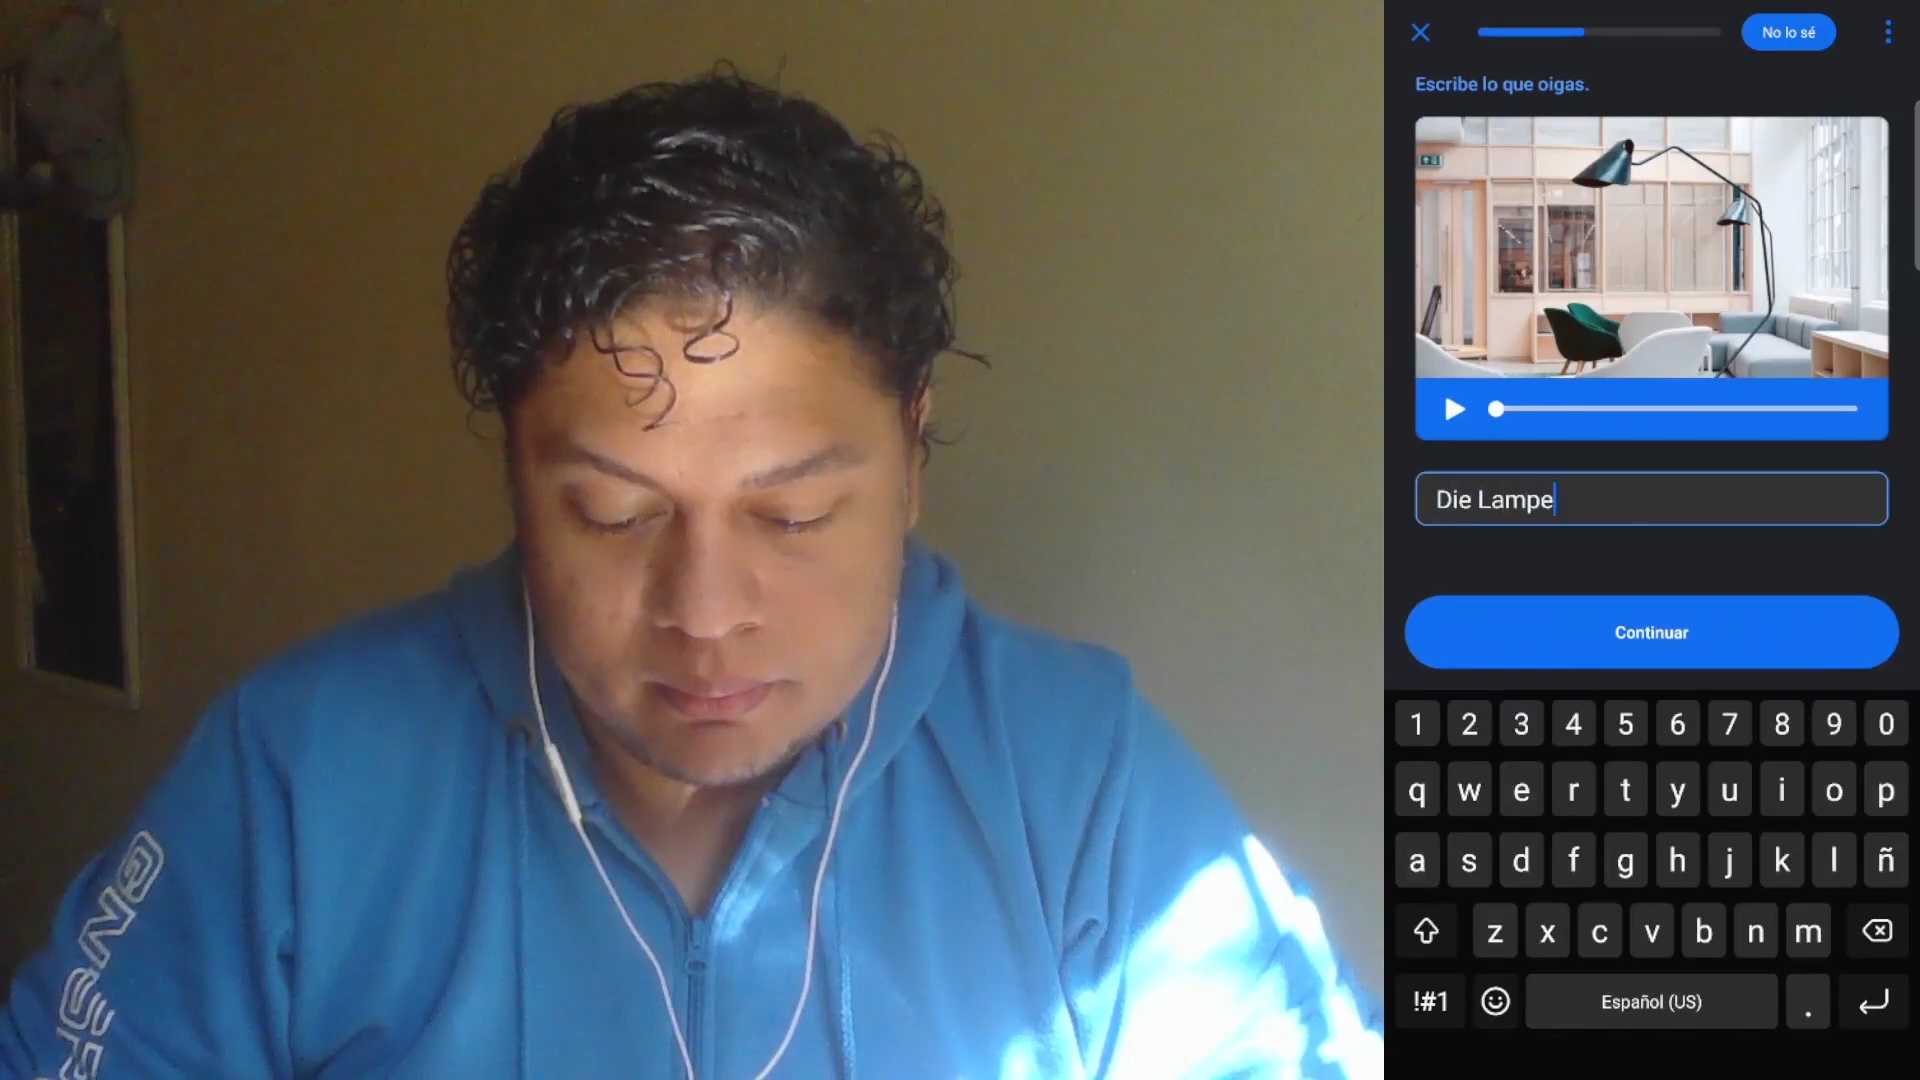 No lo sé
Escribe lo que oigas.
Die Lampe
Continuar
1 2 3 4 5 6 7 8 9 0
q w e r t y u i o p
a s d f g h j k l ñ
z x c v b n m
!#1 Español (US) .